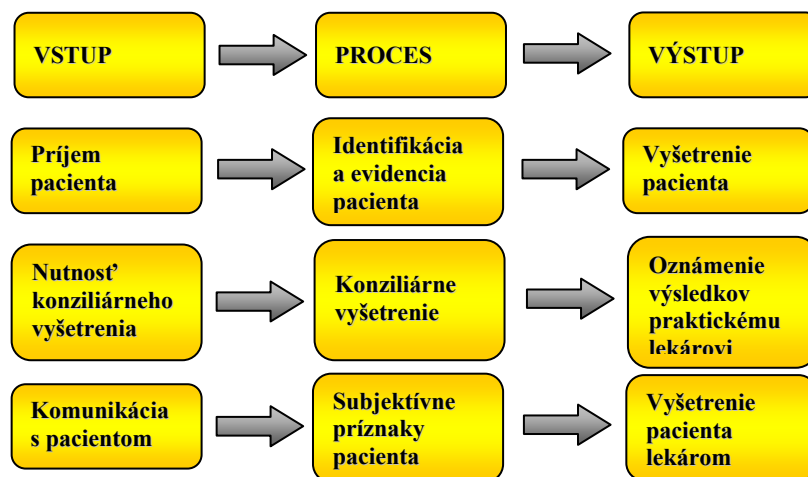 VSTUP
PROCES
VÝSTUP
Príjem
pacienta
Identifikácia
a evidencia
pacienta
Vyšetrenie
pacienta
Nutnosť
konziliárneho
vyšetrenia
Konziliárne
vyšetrenie
Oznámenie
výsledkov
praktickému
lekárovi
Komunikácia
s pacientom
Subjektívne
príznaky
pacienta
Vyšetrenie
pacienta
lekárom